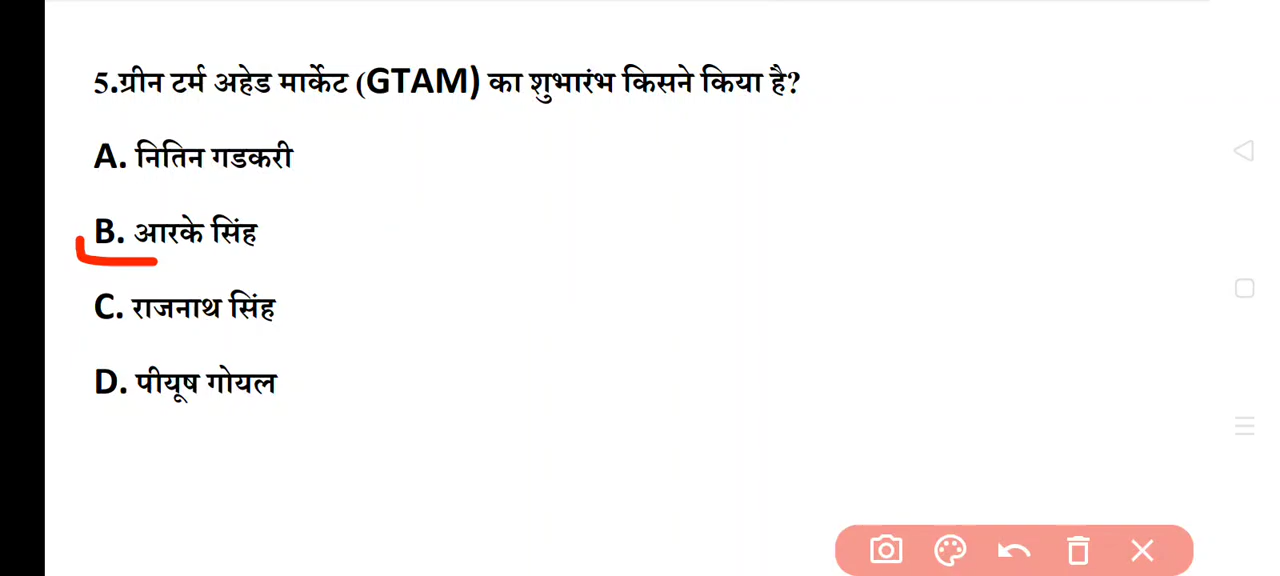 5.ग्रीन टर्म अहेड मार्केट (GTAM) का शुभारंभ किसने किया है?
A. नितिन गडकरी
B. आरके सिंह
C. राजनाथ सिंह
D. पीयूष गोयल